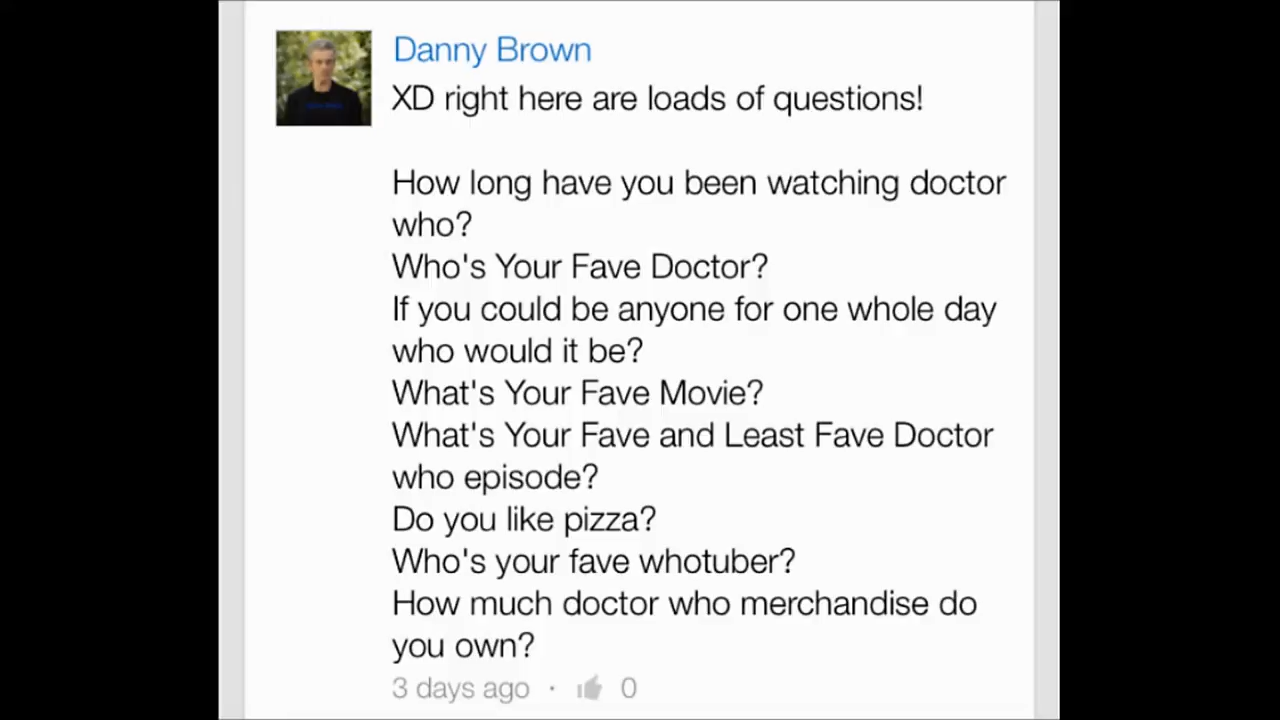 Danny Brown
XD right here are loads of questions!
How long have you been watching doctor
who?
Who's Your Fave Doctor?
If you could be anyone for one whole day
who would it be?
What's Your Fave Movie?
What's Your Fave and Least Fave Doctor
who episode?
Do you like pizza?
Who's your fave whotuber?
How much doctor who merchandise do
you own?
3 days ago · 0